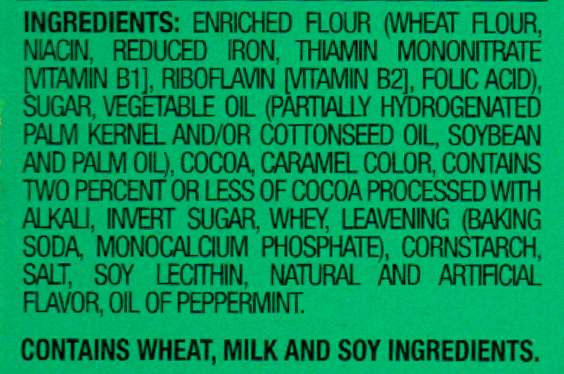 INGREDIENTS: ENRICHED FLOUR (WHEAT FLOUR,
NIACIN, REDUCED IRON, THIAMIN MONONITRATE
[VITAMIN B1], RIBOFLAVIN [VITAMIN B2], FOLIC ACID),
SUGAR, VEGETABLE OIL (PARTIALLY HYDROGENATED
PALM KERNEL AND/OR COTTONSEED OIL, SOYBEAN
AND PALM OIL), COCOA, CARAMEL COLOR, CONTAINS
TWO PERCENT OR LESS OF COCOA PROCESSED WITH
ALKALI, INVERT SUGAR, WHEY, LEAVENING (BAKING
SODA, MONOCALCIUM PHOSPHATE), CORNSTARCH,
SALT, SOY LECITHIN, NATURAL AND ARTIFICIAL
FLAVOR, OIL OF PEPPERMINT.
CONTAINS WHEAT, MILK AND SOY INGREDIENTS.